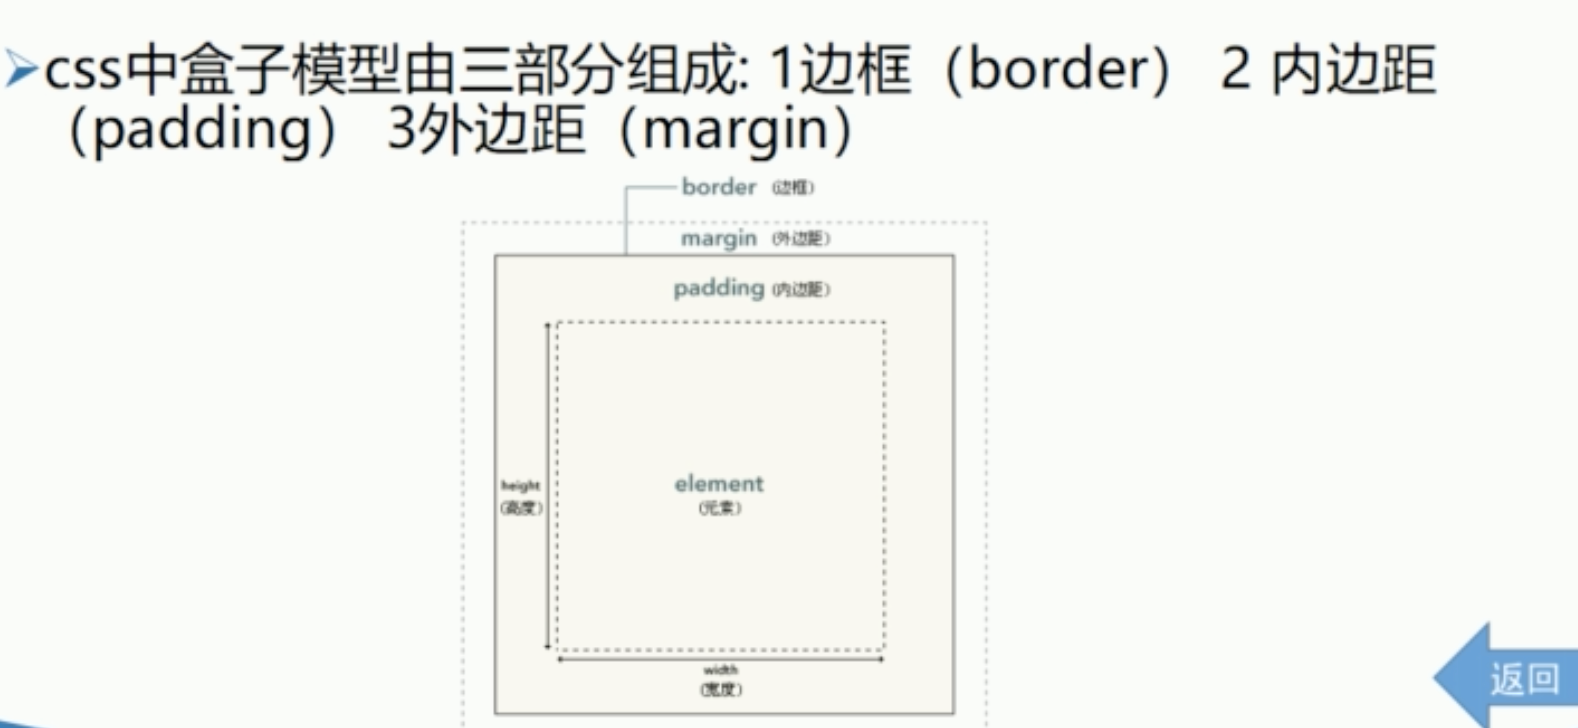 css中盒子模型由三部分组成: 1边框（border） 2 内边距
（padding） 3外边距（margin）
border (边框)
margin (外边距)
padding (内边距)
height
(高度)
element
(元素)
width
(宽度)
返回